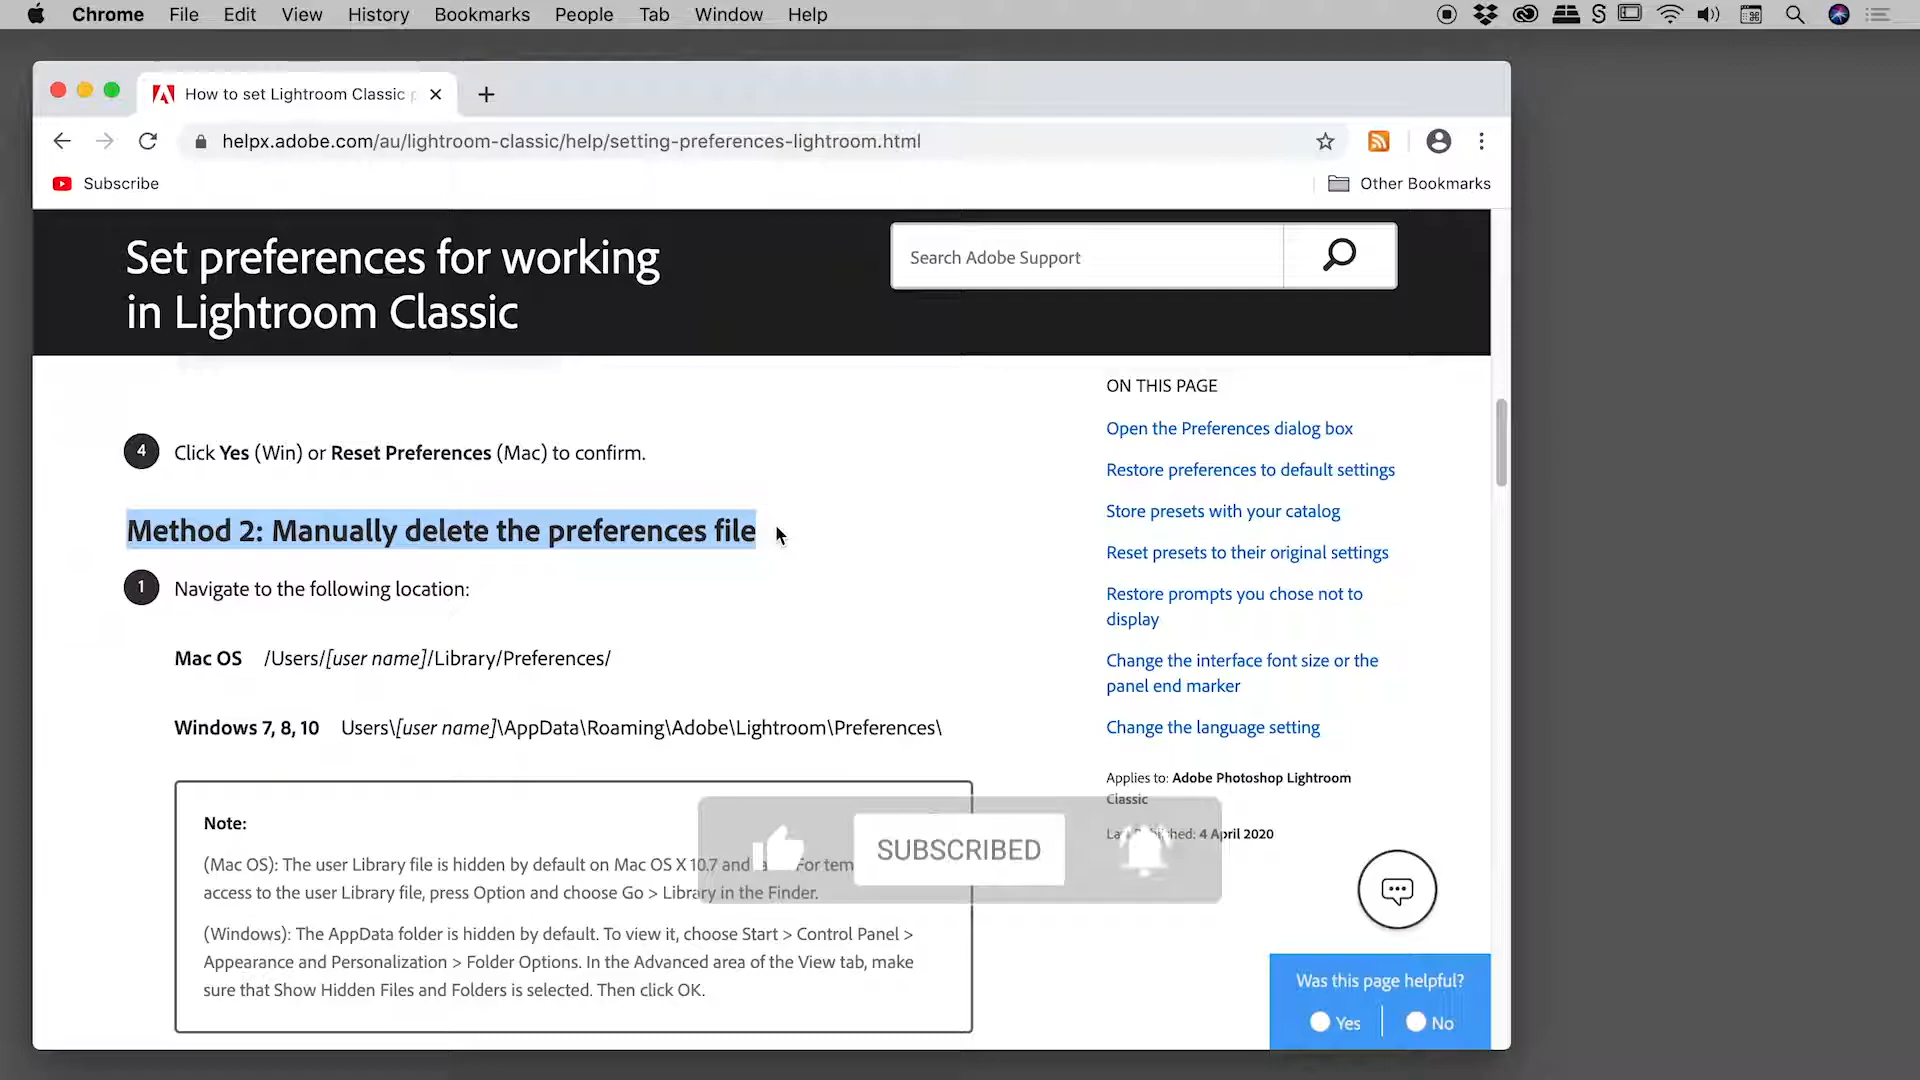 Chrome File Edit View History Bookmarks People Tab Window Help
How to set Lightroom Classic
helpx.adobe.com/au/lightroom-classic/help/setting-preferences-lightroom.html
Subscribe
Other Bookmarks
Set preferences for working
in Lightroom Classic
Search Adobe Support
4 Click Yes (Win) or Reset Preferences (Mac) to confirm.
Method 2: Manually delete the preferences file
1 Navigate to the following location:
Mac OS /Users/[user name]/Library/Preferences/
Windows 7, 8, 10 Users\[user name]\AppData\Roaming\Adobe\Lightroom\Preferences\
Note:
(Mac OS): The user Library file is hidden by default on Mac OS X 10.7 and For tem
access to the user Library file, press Option and choose Go > Library in the Finder.
(Windows): The AppData folder is hidden by default. To view it, choose Start > Control Panel >
Appearance and Personalization > Folder Options. In the Advanced area of the View tab, make
sure that Show Hidden Files and Folders is selected. Then click OK.
ON THIS PAGE
Open the Preferences dialog box
Restore preferences to default settings
Store presets with your catalog
Reset presets to their original settings
Restore prompts you chose not to
display
Change the interface font size or the
panel end marker
Change the language setting
Applies to: Adobe Photoshop Lightroom
Classic
4 April 2020
SUBSCRIBED
Was this page helpful?
Yes No